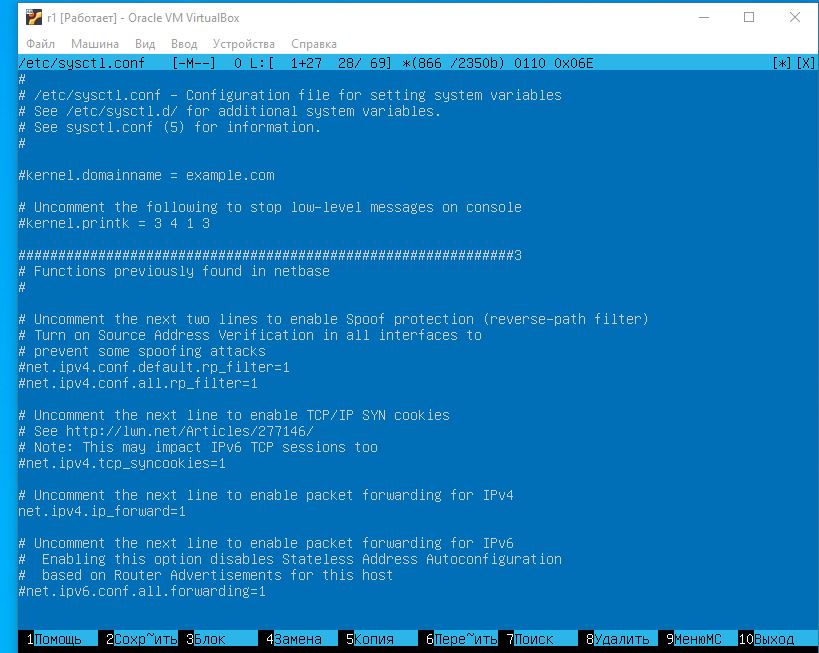 r1 [Работает] - Oracle VM VirtualBox
Файл Машина Вид Ввод Устройства Справка
/etc/sysctl.conf [-M--] 0 L:[ 1+27 28/ 69] *(866 /2350b) 0110 0x06E [*][X]
#
# /etc/sysctl.conf - Configuration file for setting system variables
# See /etc/sysctl.d/ for additional system variables.
# See sysctl.conf (5) for information.
#
#kernel.domainname = example.com
# Uncomment the following to stop low-level messages on console
#kernel.printk = 3 4 1 3
##############################################################3
# Functions previously found in netbase
#
# Uncomment the next two lines to enable Spoof protection (reverse-path filter)
# Turn on Source Address Verification in all interfaces to
# prevent some spoofing attacks
#net.ipv4.conf.default.rp_filter=1
#net.ipv4.conf.all.rp_filter=1
# Uncomment the next line to enable TCP/IP SYN cookies
# See http://lwn.net/Articles/277146/
# Note: This may impact IPv6 TCP sessions too
#net.ipv4.tcp_syncookies=1
# Uncomment the next line to enable packet forwarding for IPv4
net.ipv4.ip_forward=1
# Uncomment the next line to enable packet forwarding for IPv6
#  Enabling this option disables Stateless Address Autoconfiguration
#  based on Router Advertisements for this host
#net.ipv6.conf.all.forwarding=1
1Помощь 2Сохр~ить 3Блок 4Замена 5Копия 6Пере~ить 7Поиск 8Удалить 9МенюMC 10Выход